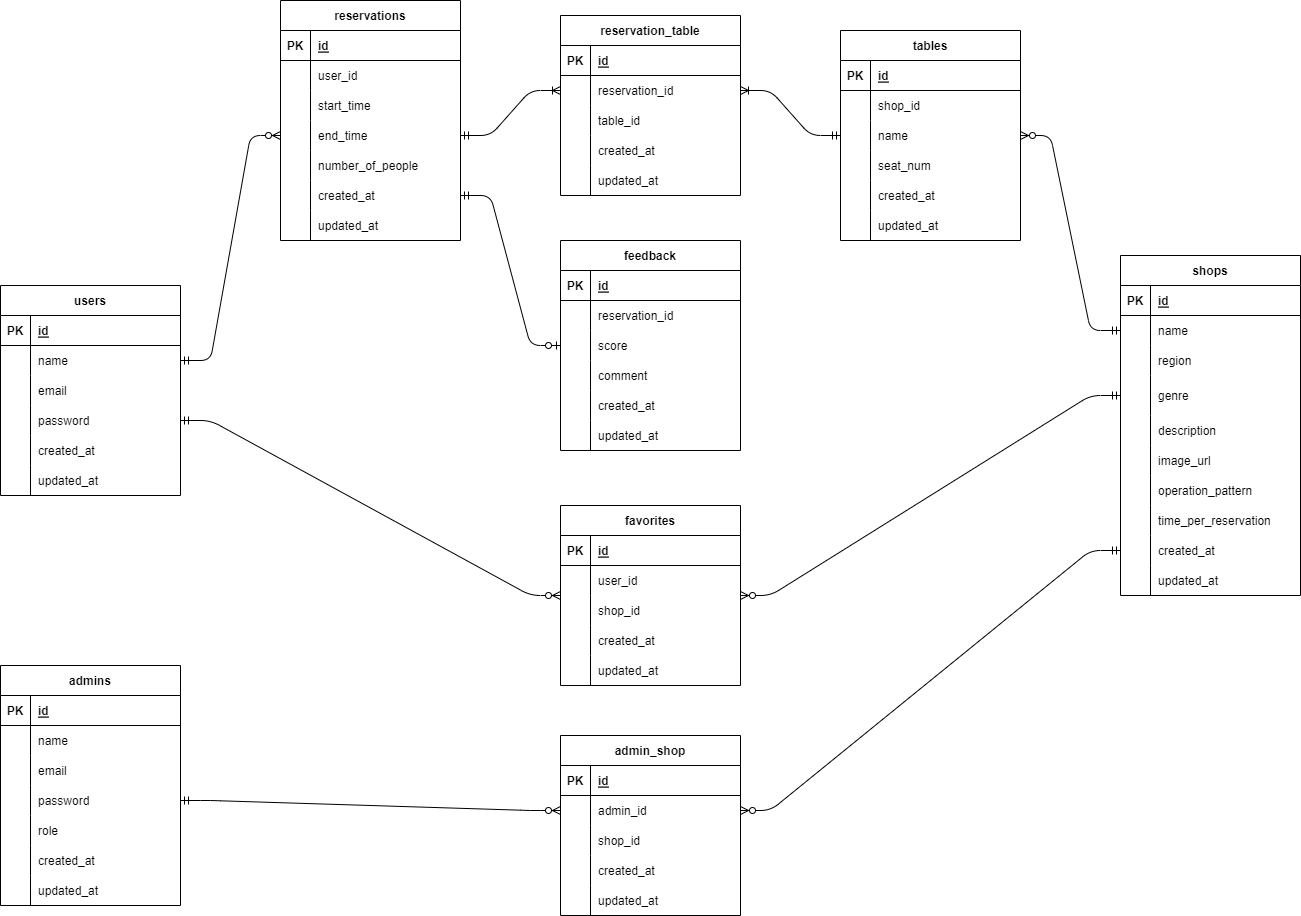 reservations
PK id
user_id
start_time
end_time
number_of_people
created_at
updated_at
reservation_table
PK id
reservation_id
table_id
created_at
updated_at
tables
PK id
shop_id
name
seat_num
created_at
updated_at
feedback
PK id
reservation_id
score
comment
created_at
updated_at
shops
PK id
name
region
genre
description
image_url
operation_pattern
time_per_reservation
created_at
updated_at
users
PK id
name
email
password
created_at
updated_at
favorites
PK id
user_id
shop_id
created_at
updated_at
admins
PK id
name
email
password
role
created_at
updated_at
admin_shop
PK id
admin_id
shop_id
created_at
updated_at